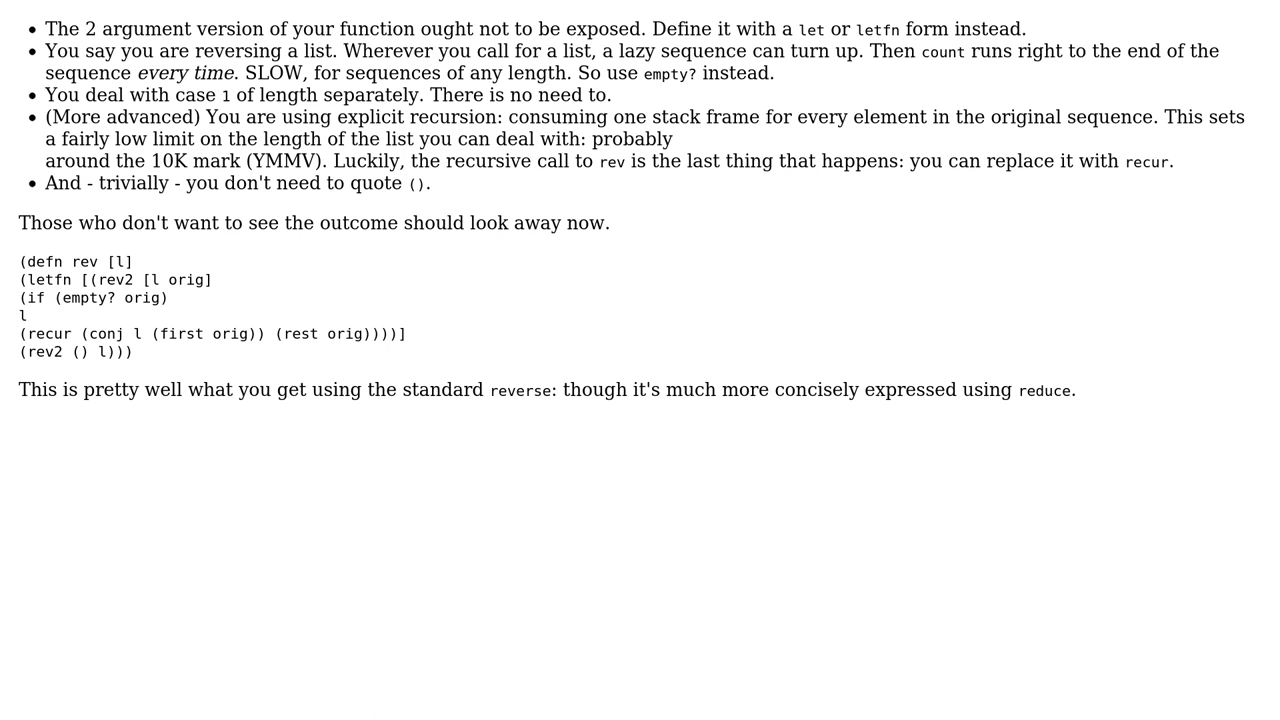 • The 2 argument version of your function ought not to be exposed. Define it with a let or letfn form instead.
• You say you are reversing a list. Wherever you call for a list, a lazy sequence can turn up. Then count runs right to the end of the
sequence every time. SLOW, for sequences of any length. So use empty? instead.
• You deal with case 1 of length separately. There is no need to.
• (More advanced) You are using explicit recursion: consuming one stack frame for every element in the original sequence. This sets
a fairly low limit on the length of the list you can deal with: probably
around the 10K mark (YMMV). Luckily, the recursive call to rev is the last thing that happens: you can replace it with recur.
• And - trivially - you don't need to quote ().
Those who don't want to see the outcome should look away now.
(defn rev [l]
(letfn [(rev2 [l orig]
(if (empty? orig)
l
(recur (conj l (first orig)) (rest orig))))]
(rev2 () l)))
This is pretty well what you get using the standard reverse: though it's much more concisely expressed using reduce.